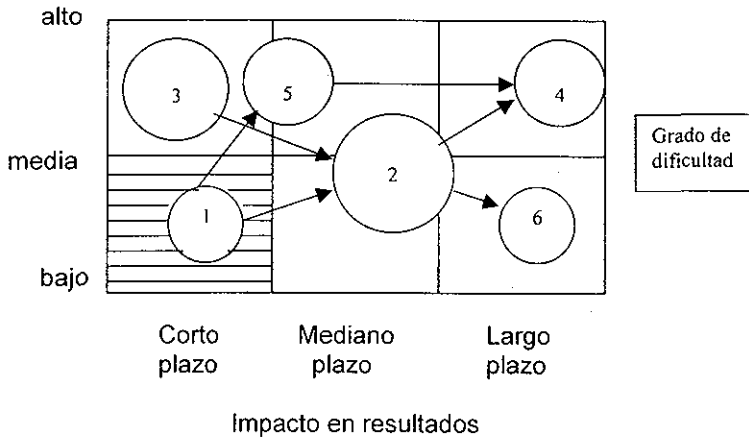 alto
3
5
4
Grado de
dificultad
media
2
1
6
bajo
Corto
plazo
Mediano
plazo
Largo
plazo
Impacto en resultados